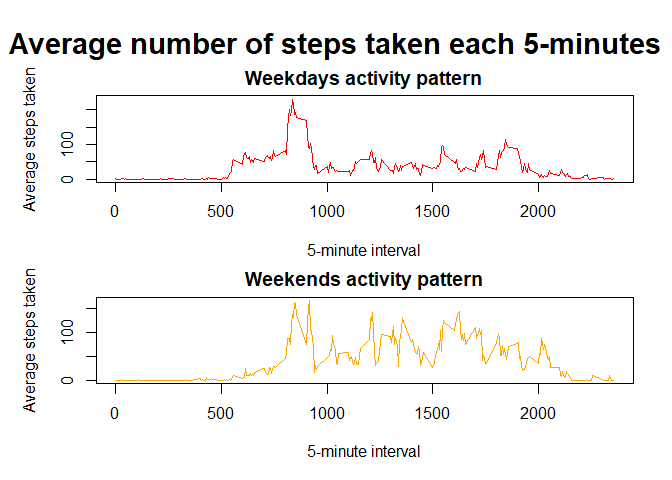 Average number of steps taken each 5-minutes
Weekdays activity pattern
Average steps taken
100
0
0 500 1000 1500 2000
5-minute interval
Weekends activity pattern
Average steps taken
100
0
0 500 1000 1500 2000
5-minute interval